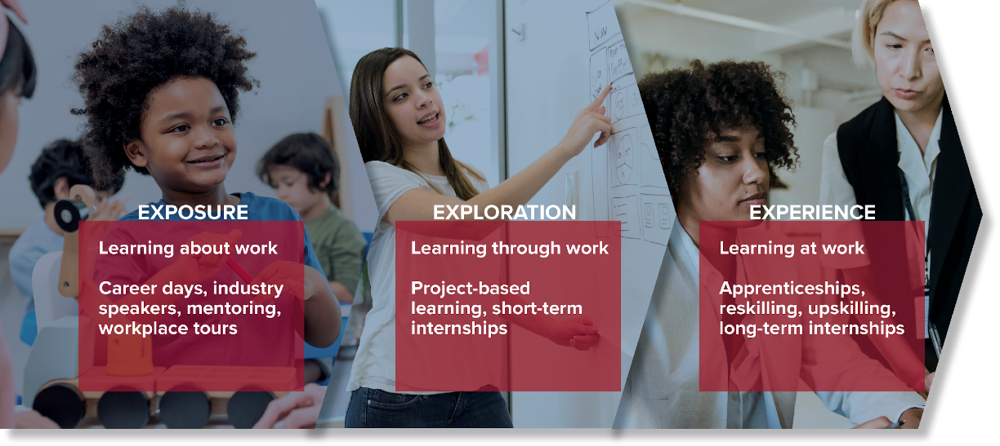 EXPOSURE
Learning about work
Career days, industry
speakers, mentoring,
workplace tours
EXPLORATION
Learning through work
Project-based
learning, short-term
internships
EXPERIENCE
Learning at work
Apprenticeships,
reskilling, upskilling,
long-term internships